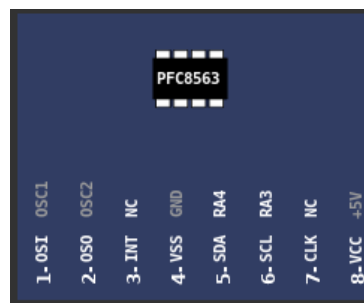 PFC8563
1-OSI OSC1
2-OSO OSC2
3-INT NC
4-VSS GND
5-SDA RA4
6-SCL RA3
7-CLK NC
8-VCC +5V